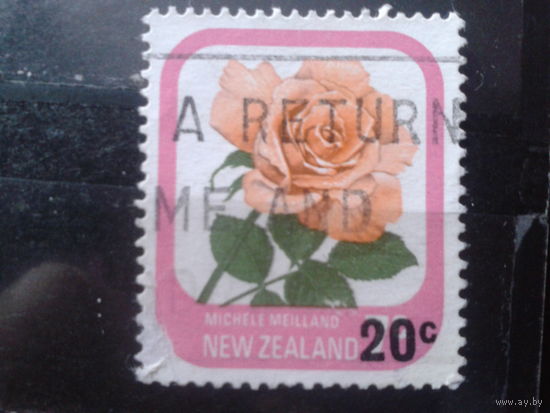 A RETURN
ME AND
MICHELE MEILLAND
NEW ZEALAND 20c
www.ay.by